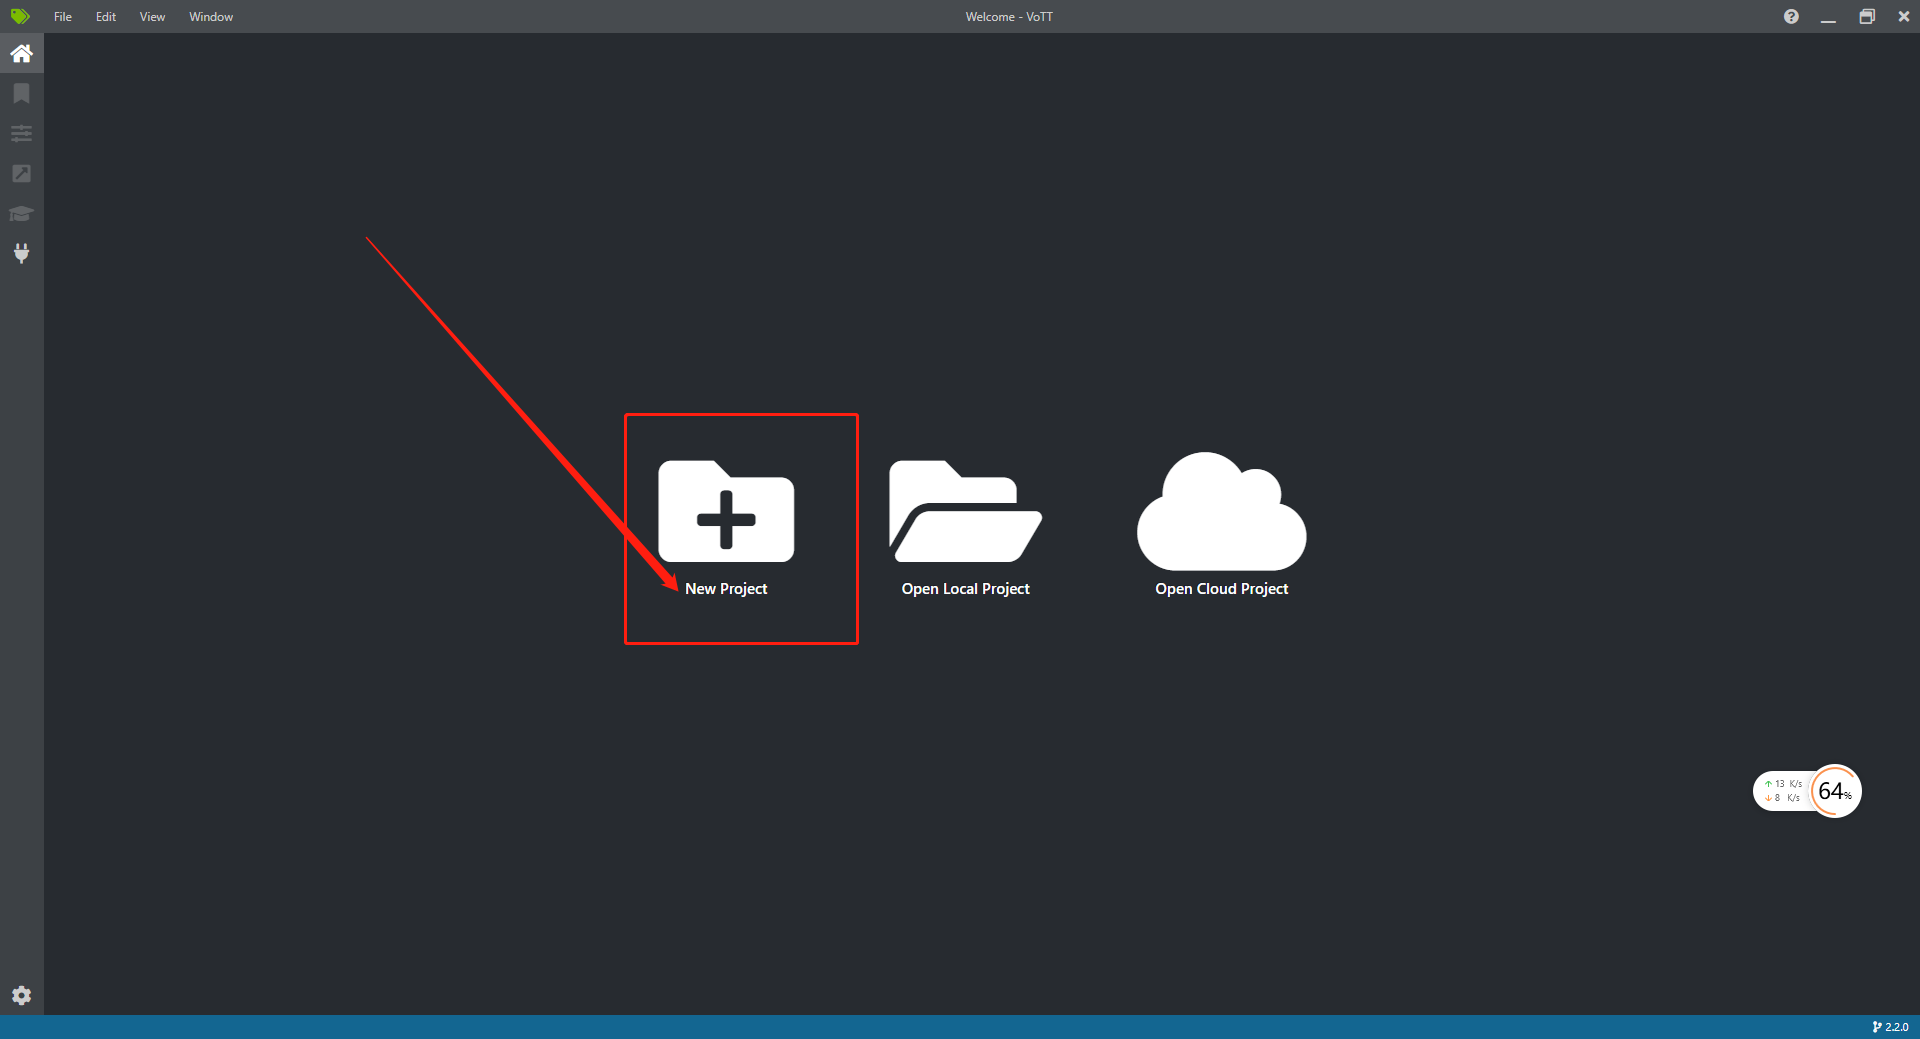 File Edit View Window
Welcome - VoTT
New Project
Open Local Project
Open Cloud Project
13 K/s
8 K/s
64%
2.2.0